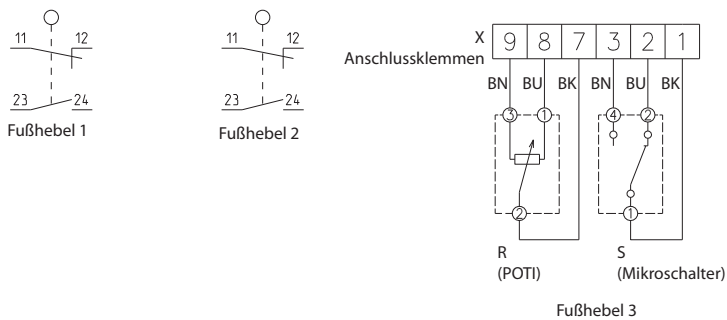 11 12
23 24
Fußhebel 1
11 12
23 24
Fußhebel 2
X 9 8 7 3 2 1
Anschlussklemmen
BN BU BK BN BU BK
3 1 4 2
2 1
R S
(POTI) (Mikroschalter)
Fußhebel 3